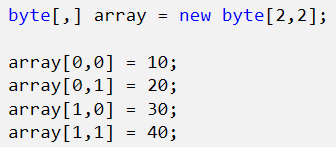 byte[,] array = new byte[2,2];
array[0,0] = 10;
array[0,1] = 20;
array[1,0] = 30;
array[1,1] = 40;